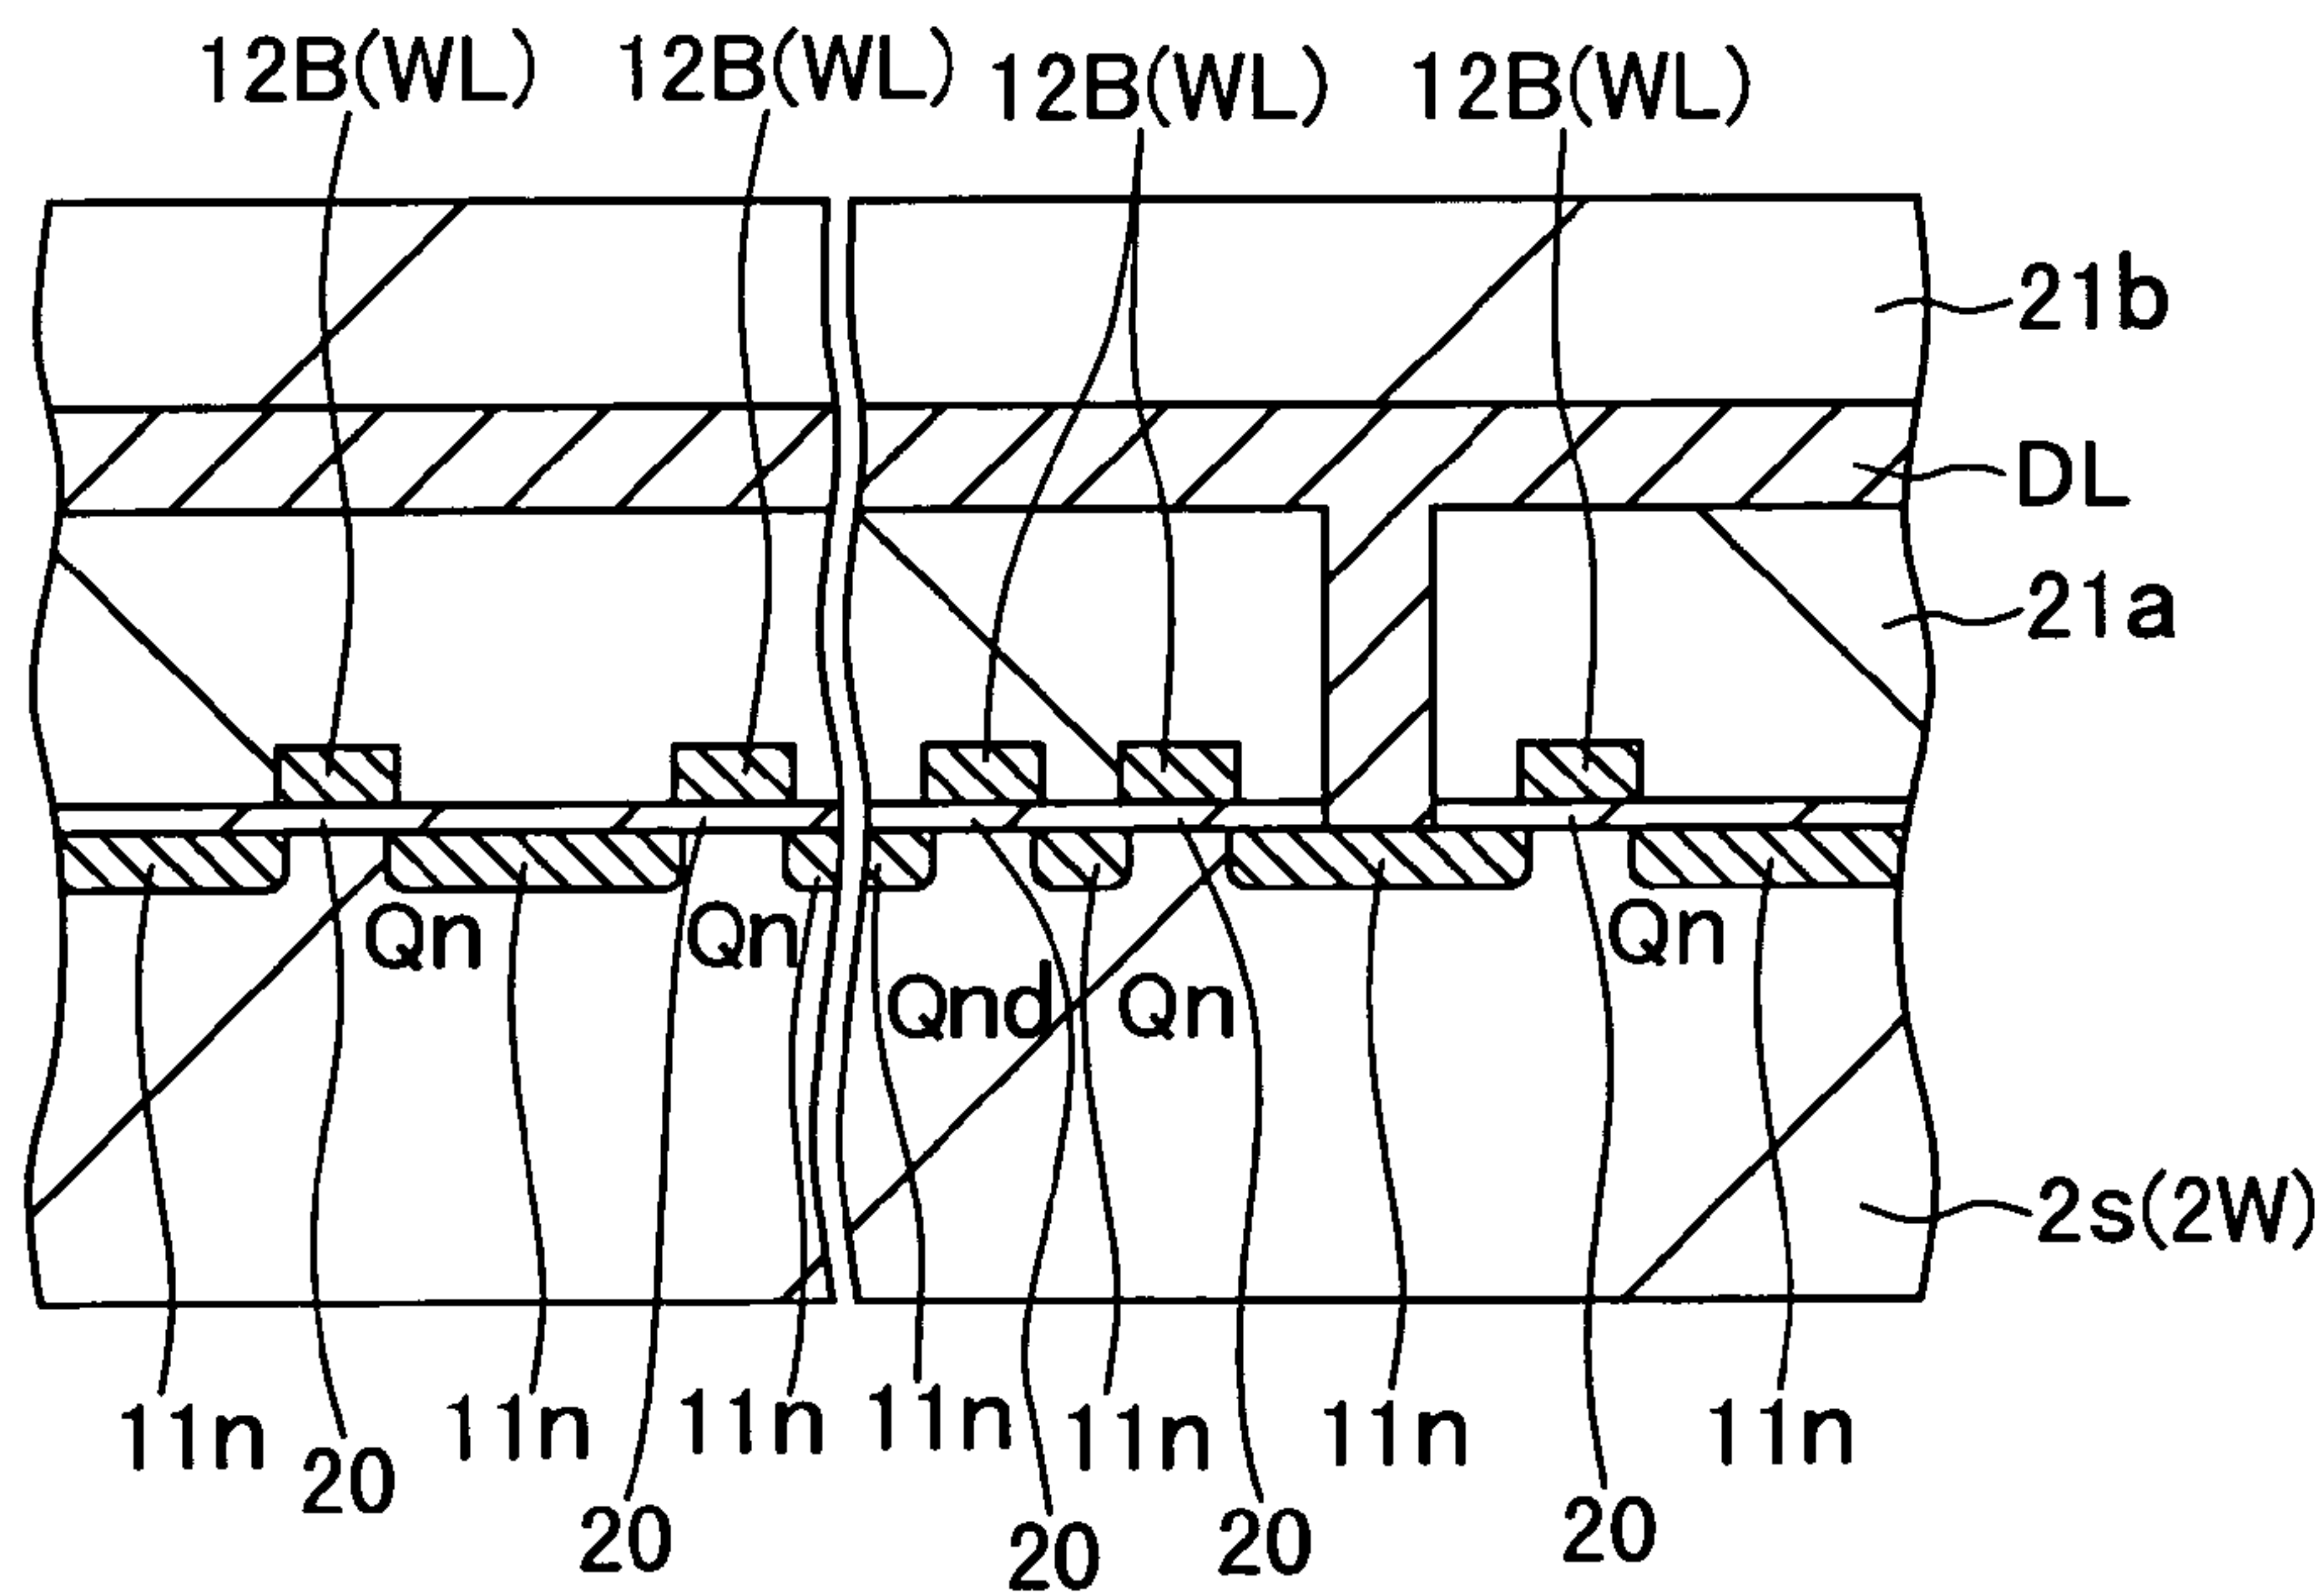 12B(WL) 12B(WL) 12B(WL) 12B(WL)
21b
DL
21a
Qn Qn Qn
Qnd Qn
2s(2W)
11n 11n 11n 11n 11n 11n 11n
20 20 20 20 20